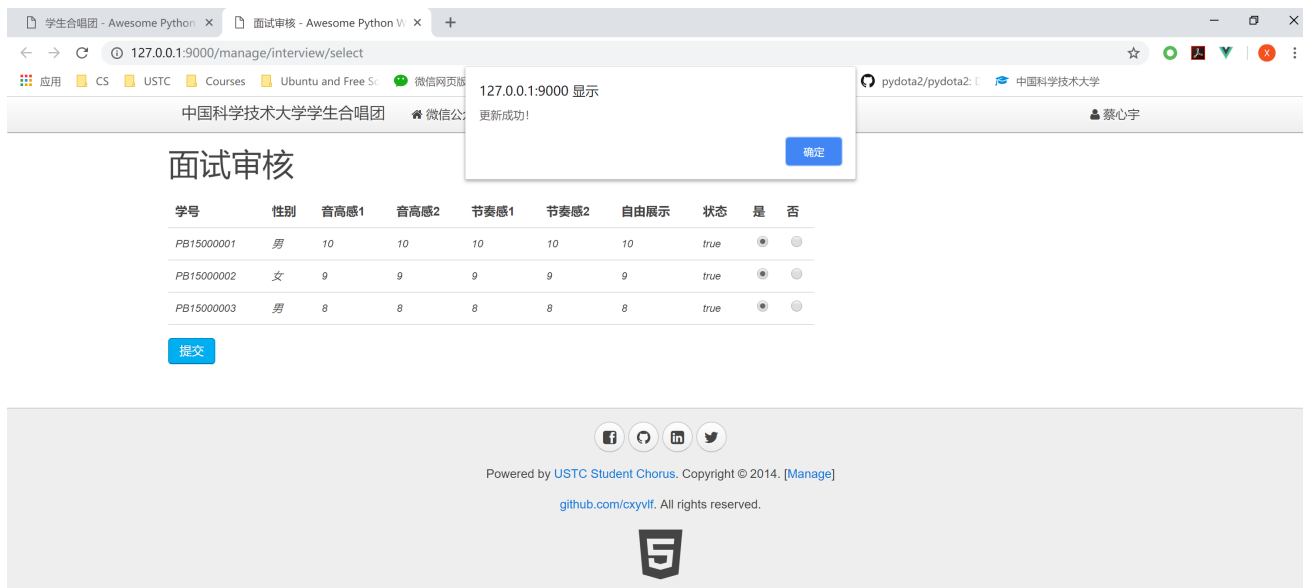 学生合唱团 - Awesome Python
面试审核 - Awesome Python W
127.0.0.1:9000/manage/interview/select
应用 CS USTC Courses Ubuntu and Free Sc 微信网页版 pydota2/pydota2: 中国科学技术大学
127.0.0.1:9000 显示
更新成功!
确定
中国科学技术大学学生合唱团 微信公 蔡心宇
面试审核
学号 性别 音高感1 音高感2 节奏感1 节奏感2 自由展示 状态 是 否
PB15000001 男 10 10 10 10 10 true
PB15000002 女 9 9 9 9 9 true
PB15000003 男 8 8 8 8 8 true
提交
Powered by USTC Student Chorus. Copyright © 2014. [Manage]
github.com/cxyvlf. All rights reserved.